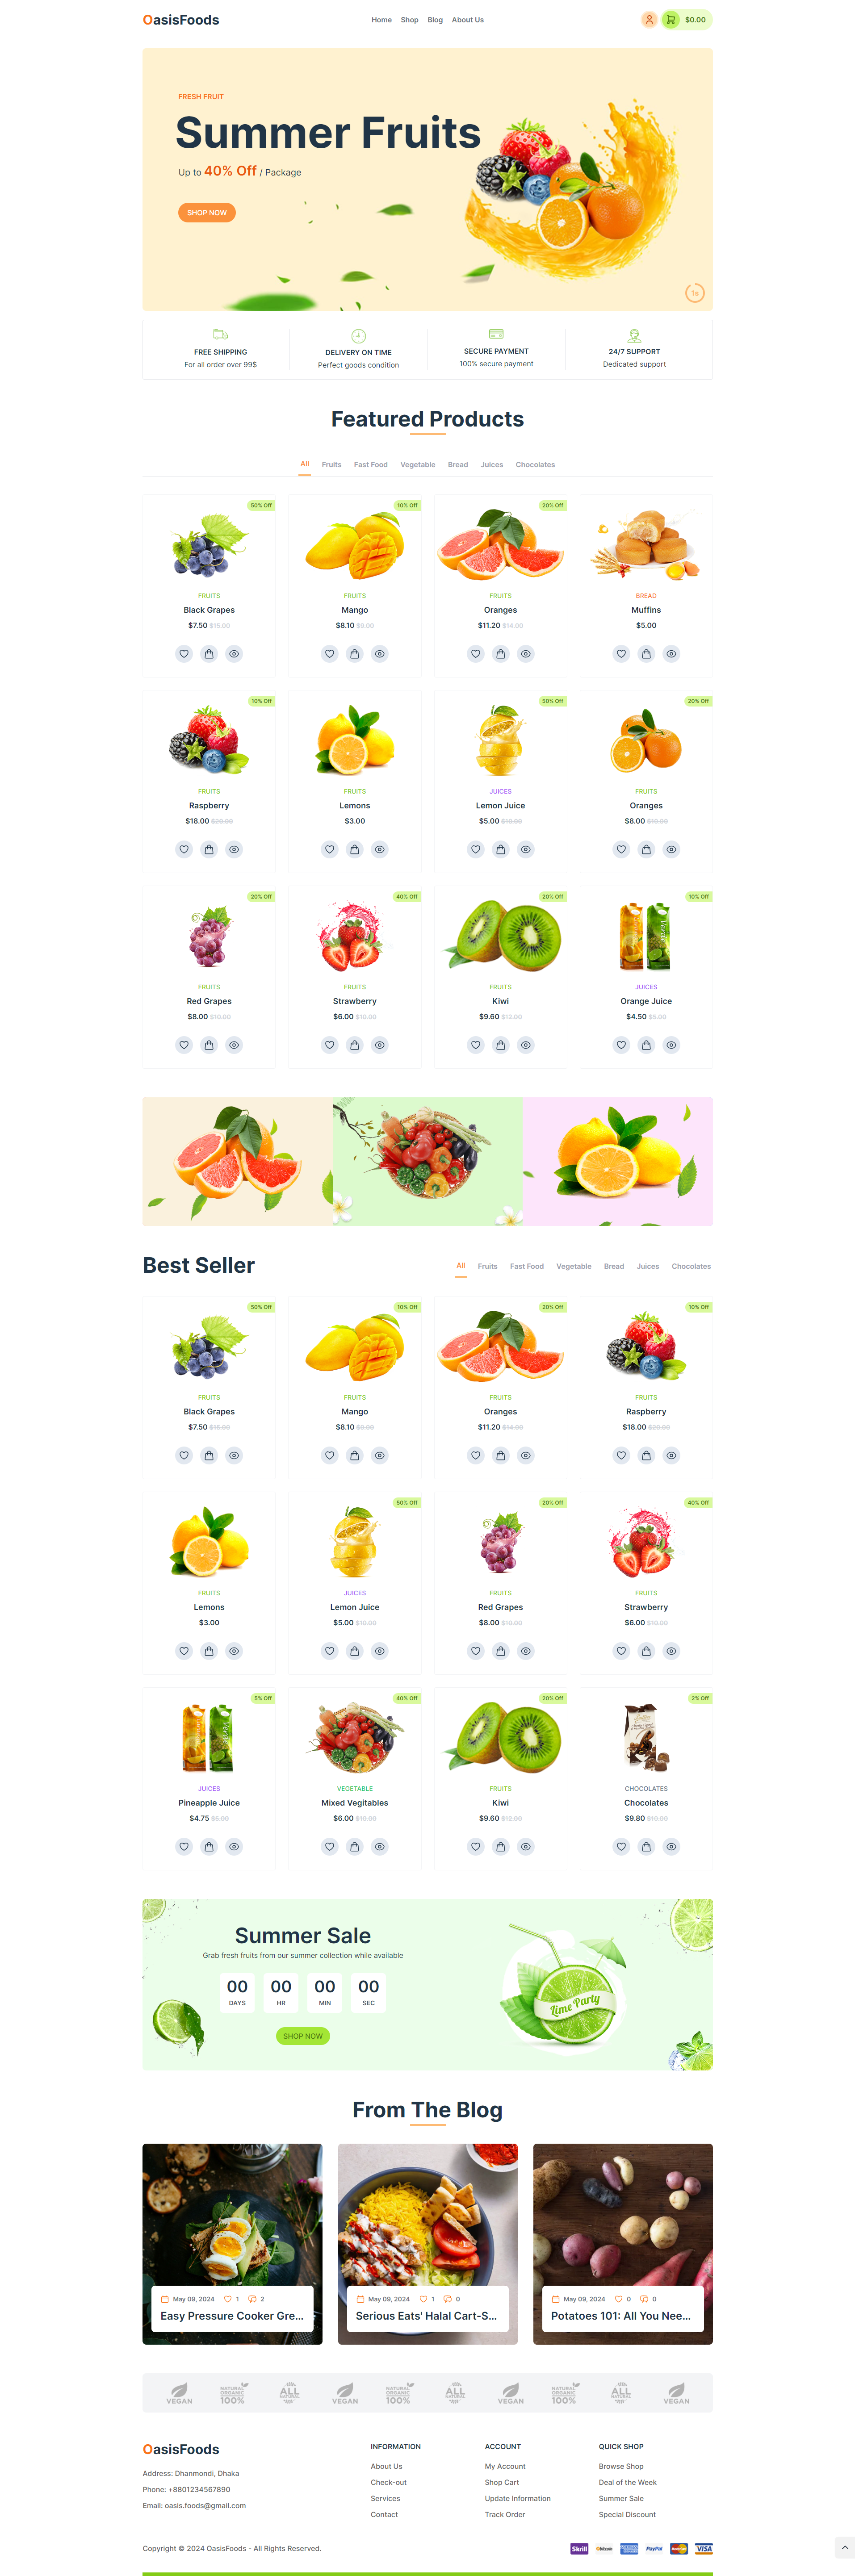 OasisFoods
Home Shop Blog About Us
$0.00
FRESH FRUIT
Summer Fruits
Up to 40% Off / Package
SHOP NOW
1s
FREE SHIPPING
For all order over 99$
DELIVERY ON TIME
Perfect goods condition
SECURE PAYMENT
100% secure payment
24/7 SUPPORT
Dedicated support
Featured Products
All Fruits Fast Food Vegetable Bread Juices Chocolates
50% Off
FRUITS
Black Grapes
$7.50 $15.00
10% Off
FRUITS
Mango
$8.10 $9.00
20% Off
FRUITS
Oranges
$11.20 $14.00
BREAD
Muffins
$5.00
10% Off
FRUITS
Raspberry
$18.00 $20.00
FRUITS
Lemons
$3.00
50% Off
JUICES
Lemon Juice
$5.00 $10.00
20% Off
FRUITS
Oranges
$8.00 $10.00
20% Off
FRUITS
Red Grapes
$8.00 $10.00
40% Off
FRUITS
Strawberry
$6.00 $10.00
20% Off
FRUITS
Kiwi
$9.60 $12.00
10% Off
JUICES
Orange Juice
$4.50 $5.00
Best Seller
All Fruits Fast Food Vegetable Bread Juices Chocolates
50% Off
FRUITS
Black Grapes
$7.50 $15.00
10% Off
FRUITS
Mango
$8.10 $9.00
20% Off
FRUITS
Oranges
$11.20 $14.00
10% Off
FRUITS
Raspberry
$18.00 $20.00
FRUITS
Lemons
$3.00
50% Off
JUICES
Lemon Juice
$5.00 $10.00
20% Off
FRUITS
Red Grapes
$8.00 $10.00
40% Off
FRUITS
Strawberry
$6.00 $10.00
5% Off
JUICES
Pineapple Juice
$4.75 $5.00
40% Off
VEGETABLE
Mixed Vegitables
$6.00 $10.00
20% Off
FRUITS
Kiwi
$9.60 $12.00
2% Off
CHOCOLATES
Chocolates
$9.80 $10.00
Summer Sale
Grab fresh fruits from our summer collection while available
00 00 00 00
DAYS HR MIN SEC
SHOP NOW
Lime Party
From The Blog
May 09, 2024 1 2
Easy Pressure Cooker Gre...
May 09, 2024 1 0
Serious Eats' Halal Cart-S...
May 09, 2024 0 0
Potatoes 101: All You Nee...
VEGAN
NATURAL ORGANIC 100%
ALL NATURAL
VEGAN
NATURAL ORGANIC 100%
ALL NATURAL
VEGAN
NATURAL ORGANIC 100%
ALL NATURAL
VEGAN
OasisFoods
Address: Dhanmondi, Dhaka
Phone: +8801234567890
Email: oasis.foods@gmail.com
INFORMATION
About Us
Check-out
Services
Contact
ACCOUNT
My Account
Shop Cart
Update Information
Track Order
QUICK SHOP
Browse Shop
Deal of the Week
Summer Sale
Special Discount
Copyright © 2024 OasisFoods - All Rights Reserved.
Skrill bitcoin PayPal MasterCard VISA